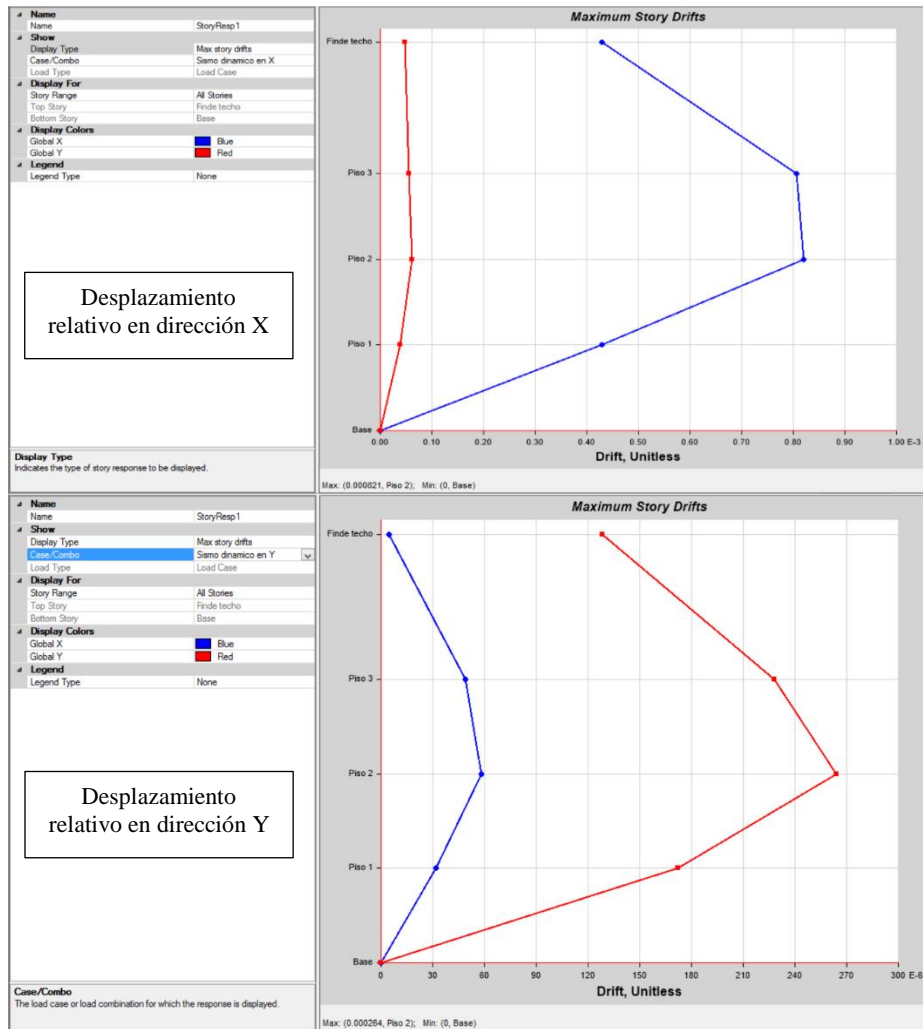 Name
Name StoryResp1
Show
Display Type Max story drifts
Case/Combo Sismo dinamico en X
Load Type Load Case
Display For
Story Range All Stories
Top Story Finde techo
Bottom Story Base
Display Colors
Global X Blue
Global Y Red
Legend
Legend Type None
Desplazamiento
relativo en dirección X
Display Type
Indicates the type of story response to be displayed.
Maximum Story Drifts
Finde techo
Piso 3
Piso 2
Piso 1
Base
0.00 0.10 0.20 0.30 0.40 0.50 0.60 0.70 0.80 0.90 1.00 E-3
Drift, Unitless
Max: (0.000821, Piso 2); Min: (0, Base)
Name
Name StoryResp1
Show
Display Type Max story drifts
Case/Combo Sismo dinamico en Y
Load Type Load Case
Display For
Story Range All Stories
Top Story Finde techo
Bottom Story Base
Display Colors
Global X Blue
Global Y Red
Legend
Legend Type None
Desplazamiento
relativo en dirección Y
Case/Combo
The load case or load combination for which the response is displayed.
Maximum Story Drifts
Finde techo
Piso 3
Piso 2
Piso 1
Base
0 30 60 90 120 150 180 210 240 270 300 E-6
Drift, Unitless
Max: (0.000264, Piso 2); Min: (0, Base)